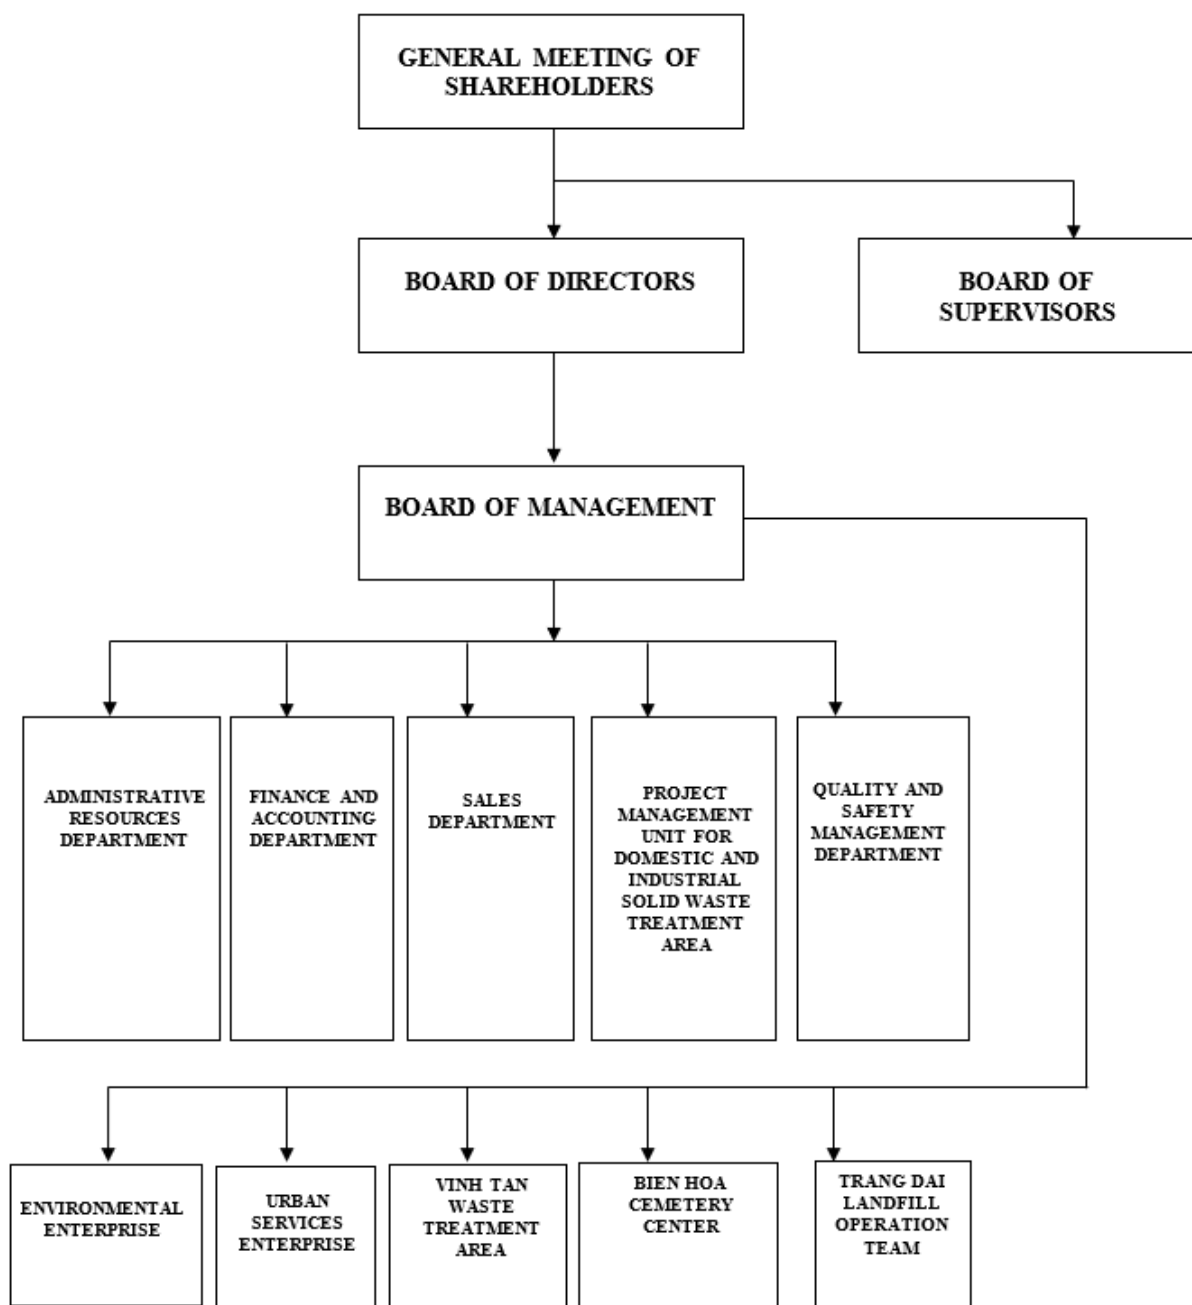 GENERAL MEETING OF
SHAREHOLDERS
BOARD OF DIRECTORS
BOARD OF
SUPERVISORS
BOARD OF MANAGEMENT
ADMINISTRATIVE
RESOURCES
DEPARTMENT
FINANCE AND
ACCOUNTING
DEPARTMENT
SALES
DEPARTMENT
PROJECT
MANAGEMENT
UNIT FOR
DOMESTIC AND
INDUSTRIAL
SOLID WASTE
TREATMENT
AREA
QUALITY AND
SAFETY
MANAGEMENT
DEPARTMENT
ENVIRONMENTAL
ENTERPRISE
URBAN
SERVICES
ENTERPRISE
VINH TAN
WASTE
TREATMENT
AREA
BIEN HOA
CEMETERY
CENTER
TRANG DAI
LANDFILL
OPERATION
TEAM